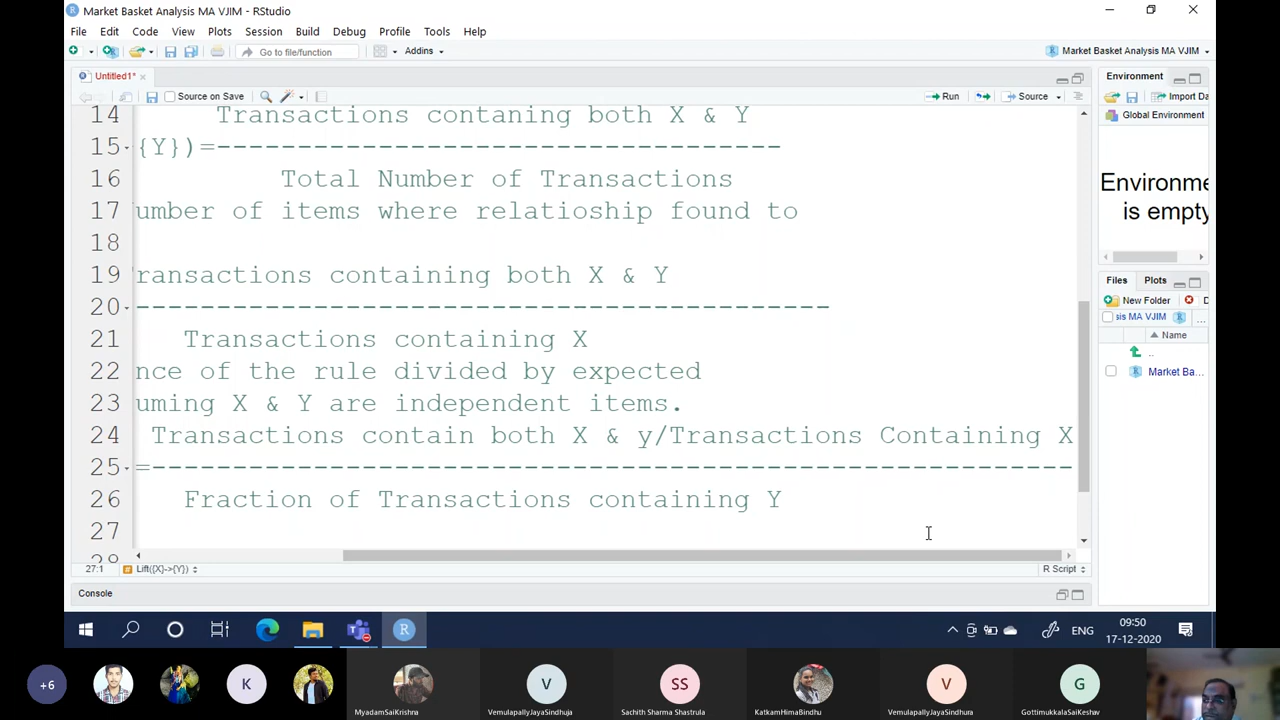 Market Basket Analysis MA VJIM - RStudio
File Edit Code View Plots Session Build Debug Profile Tools Help
Go to file/function Addins Market Basket Analysis MA VJIM
Untitled1*
Source on Save Run Source
14 Transactions contaning both X & Y
15 {Y})=-----------------------------------
16 Total Number of Transactions
17 umber of items where relatioship found to
18
19 ransactions containing both X & Y
20 -------------------------------------------
21 Transactions containing X
22 nce of the rule divided by expected
23 uming X & Y are independent items.
24 Transactions contain both X & y/Transactions Containing X
25 =---------------------------------------------------------
26 Fraction of Transactions containing Y
27
28
27:1 Lift({X}->{Y}) R Script
Console
Environment
Import Da
Global Environment
Environme
is empty
Files Plots
New Folder D
sis MA VJIM ...
Name
..
Market Ba...
ENG
09:50
17-12-2020
+6 K V SS V G
MyadamSaiKrishna VemulapallyJayaSindhuja Sachith Sharma Shastrula KatkamHimaBindhu VemulapallyJayaSindhura GottimukkalaSaiKeshav